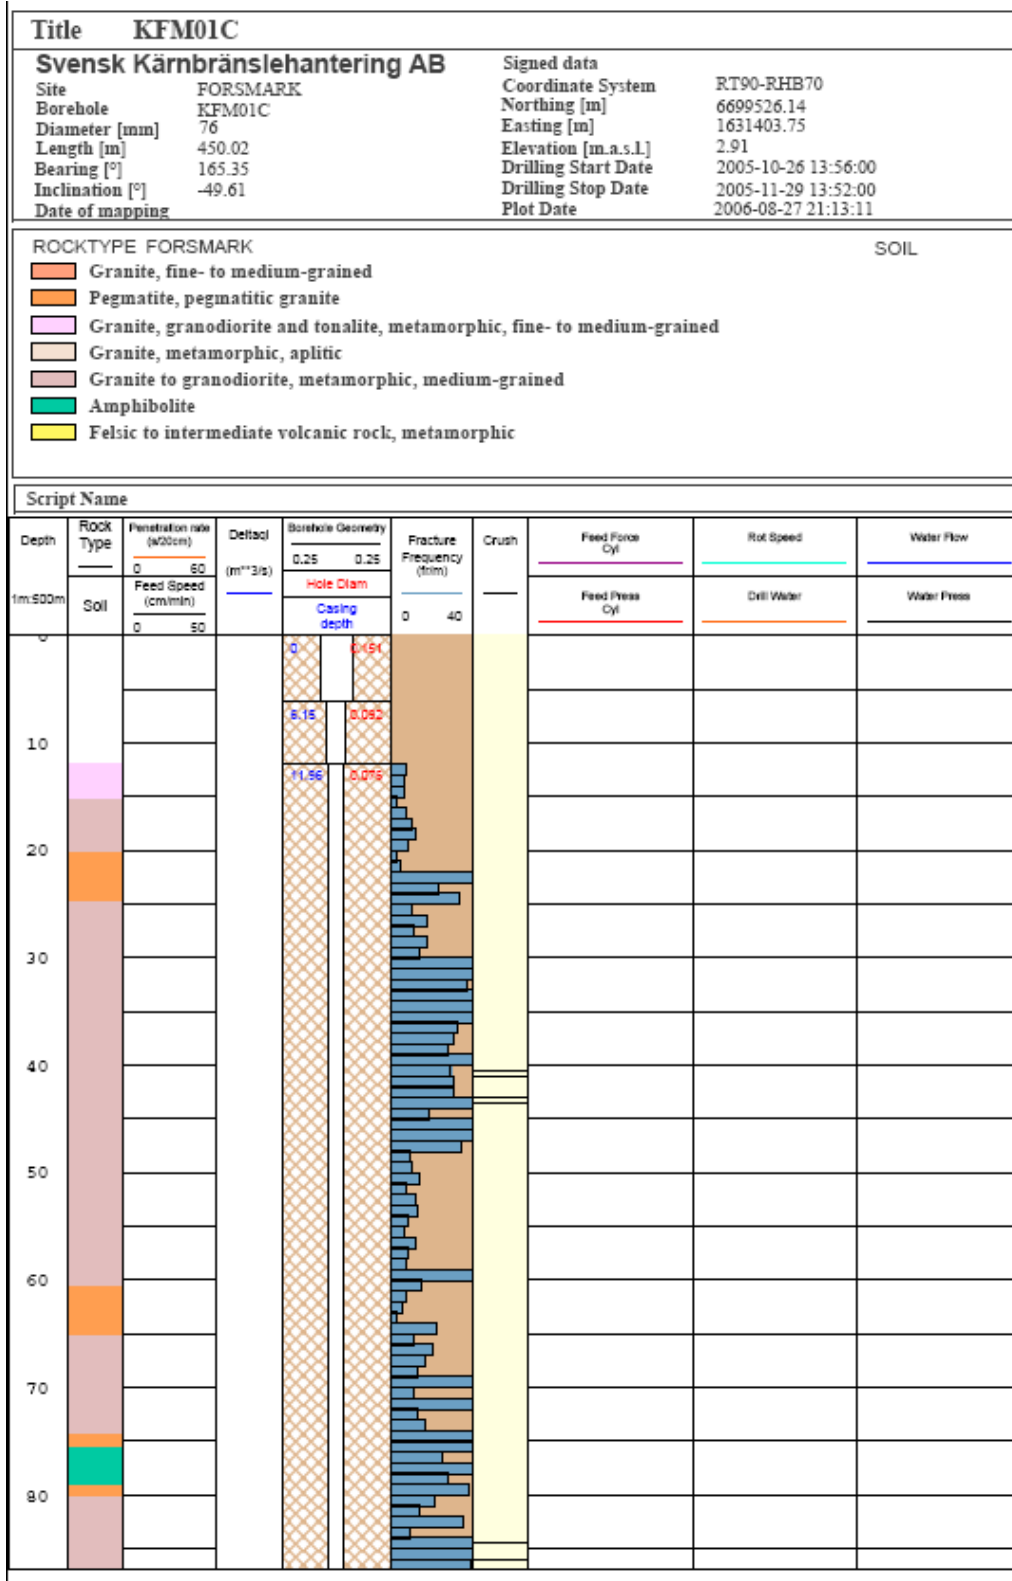 Title KFM01C
Svensk Kärnbränslehantering AB
Site FORSMARK
Borehole KFM01C
Diameter [mm] 76
Length [m] 450.02
Bearing [°] 165.35
Inclination [°] -49.61
Date of mapping
Signed data
Coordinate System RT90-RHB70
Northing [m] 6699526.14
Easting [m] 1631403.75
Elevation [m.a.s.l.] 2.91
Drilling Start Date 2005-10-26 13:56:00
Drilling Stop Date 2005-11-29 13:52:00
Plot Date 2006-08-27 21:13:11
ROCKTYPE FORSMARK
SOIL
Granite, fine- to medium-grained
Pegmatite, pegmatitic granite
Granite, granodiorite and tonalite, metamorphic, fine- to medium-grained
Granite, metamorphic, aplitic
Granite to granodiorite, metamorphic, medium-grained
Amphibolite
Felsic to intermediate volcanic rock, metamorphic
Script Name
Depth
1m:500m
Rock
Type
Soil
Penetration rate
(s/20cm)
0 60
Feed Speed
(cm/min)
0 50
Deltaql
(m**3/s)
Borehole Geometry
0.25 0.25
Hole Diam
Casing
depth
Fracture
Frequency
(fr/m)
0 40
Crush
Feed Force
Cyl
Feed Press
Cyl
Rot Speed
Drill Water
Water Flow
Water Press
0
0 0.151
6.15 0.092
10
11.96 0.076
20
30
40
50
60
70
80